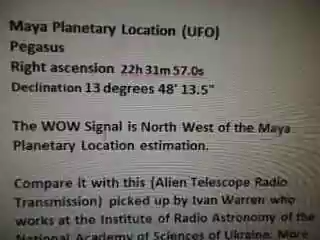 Maya Planetary Location (UFO)
Pegasus
Right ascension 22h 31m 57.0s
Declination 13 degrees 48' 13.5"
The WOW Signal is North West of the Maya
Planetary Location estimation.
Compare it with this (Alien Telescope Radio
Transmission) picked up by Ivan Warren who
works at the Institute of Radio Astronomy of the
National Academy of Sciences of Ukraine. More